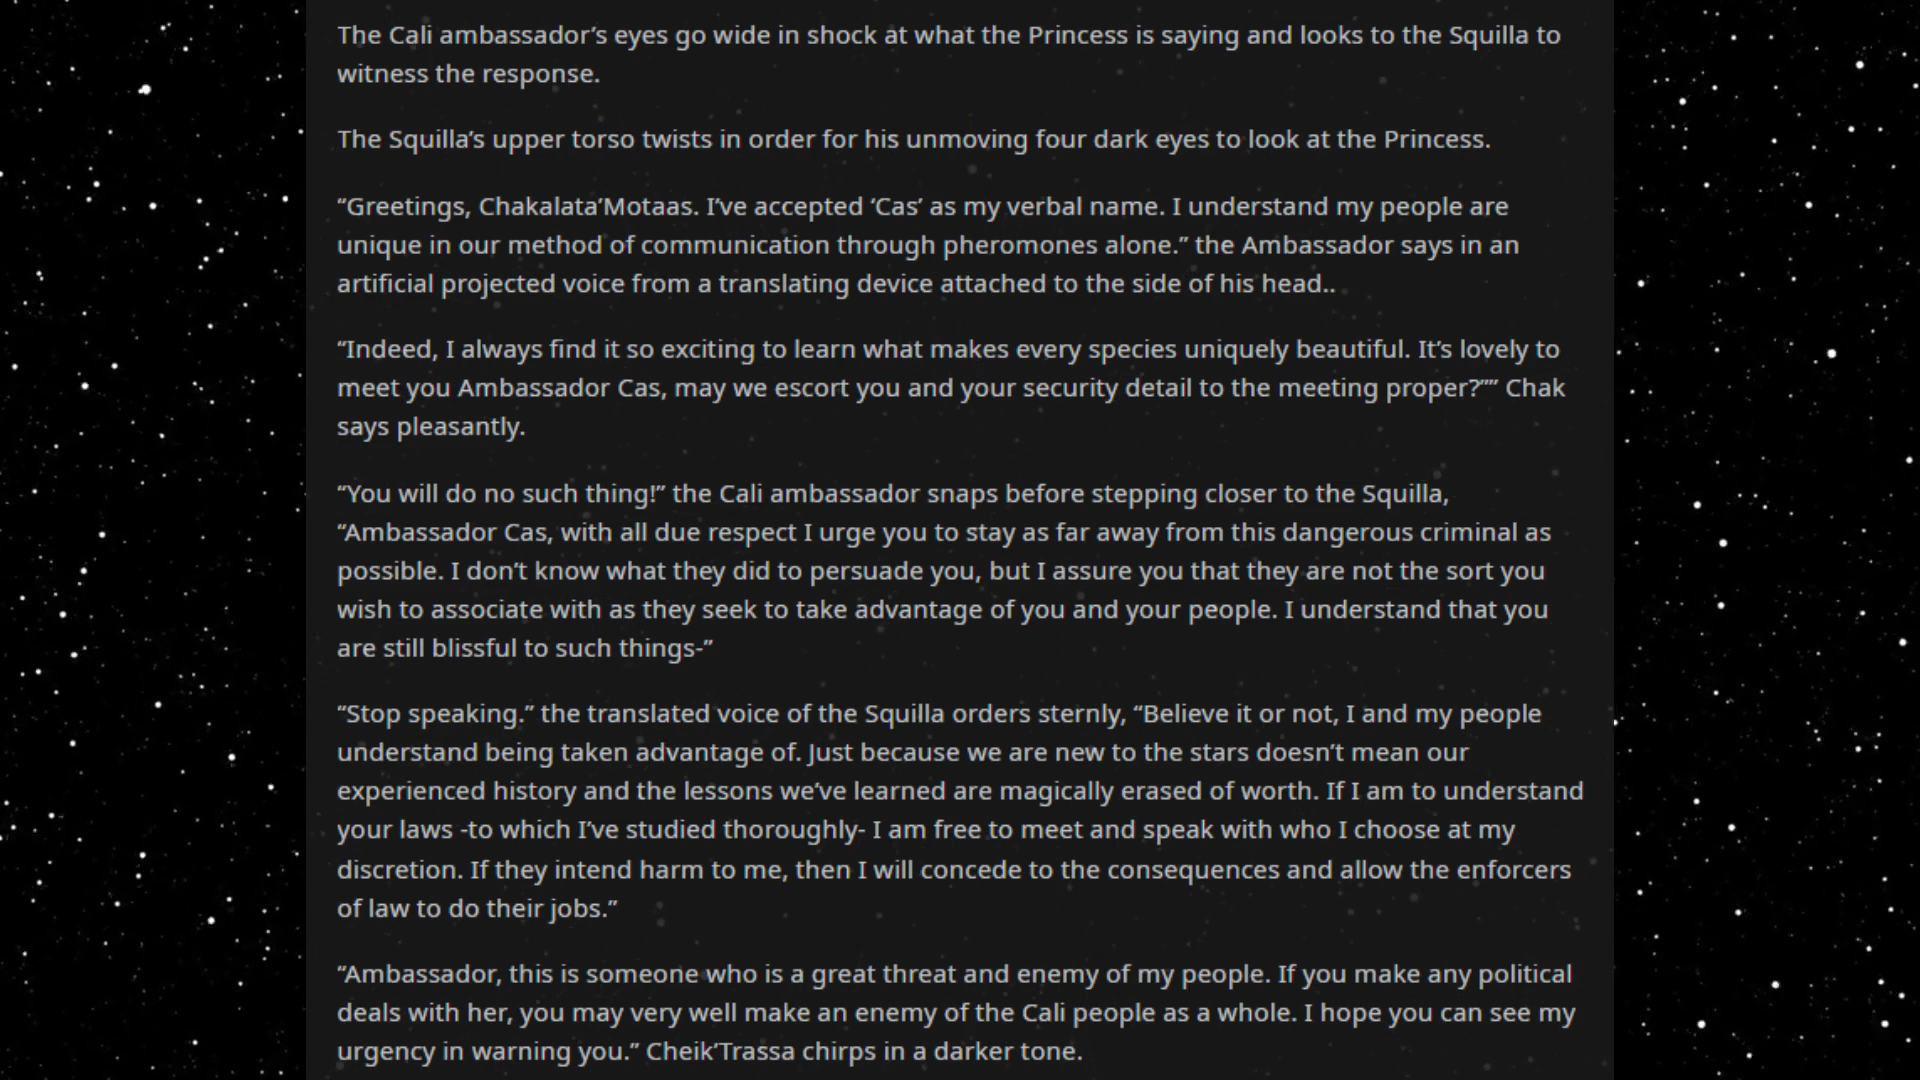 The Cali ambassador’s eyes go wide in shock at what the Princess is saying and looks to the Squilla to
witness the response.
The Squilla’s upper torso twists in order for his unmoving four dark eyes to look at the Princess.
“Greetings, Chakalata’Motaas. I’ve accepted ‘Cas’ as my verbal name. I understand my people are
unique in our method of communication through pheromones alone.” the Ambassador says in an
artificial projected voice from a translating device attached to the side of his head..
“Indeed, I always find it so exciting to learn what makes every species uniquely beautiful. It’s lovely to
meet you Ambassador Cas, may we escort you and your security detail to the meeting proper?”” Chak
says pleasantly.
“You will do no such thing!” the Cali ambassador snaps before stepping closer to the Squilla,
“Ambassador Cas, with all due respect I urge you to stay as far away from this dangerous criminal as
possible. I don’t know what they did to persuade you, but I assure you that they are not the sort you
wish to associate with as they seek to take advantage of you and your people. I understand that you
are still blissful to such things-”
“Stop speaking.” the translated voice of the Squilla orders sternly, “Believe it or not, I and my people
understand being taken advantage of. Just because we are new to the stars doesn’t mean our
experienced history and the lessons we’ve learned are magically erased of worth. If I am to understand
your laws -to which I’ve studied thoroughly- I am free to meet and speak with who I choose at my
discretion. If they intend harm to me, then I will concede to the consequences and allow the enforcers
of law to do their jobs.”
“Ambassador, this is someone who is a great threat and enemy of my people. If you make any political
deals with her, you may very well make an enemy of the Cali people as a whole. I hope you can see my
urgency in warning you.” Cheik’Trassa chirps in a darker tone.